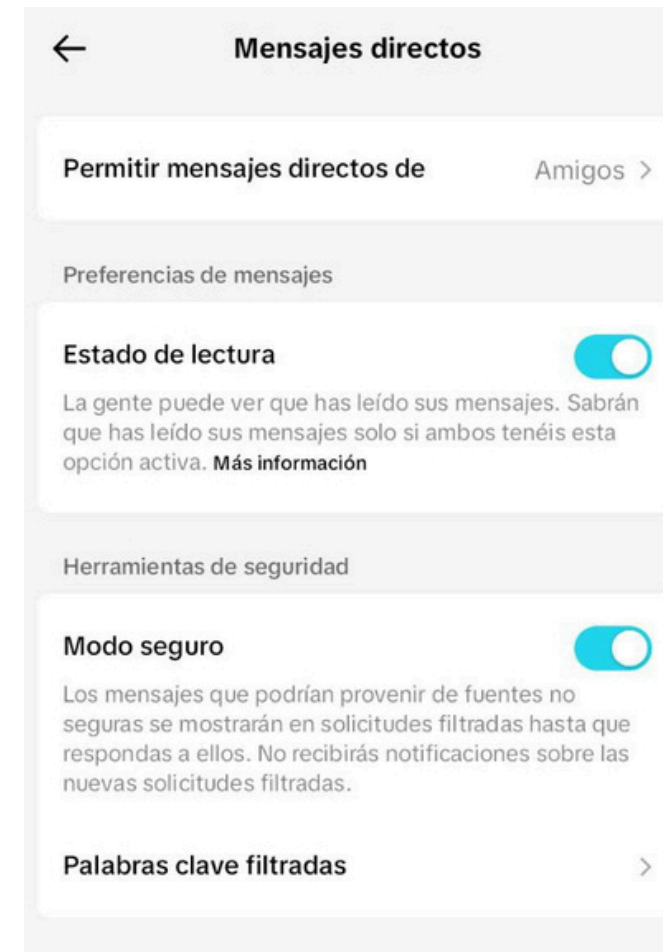 Mensajes directos
Permitir mensajes directos de Amigos
Preferencias de mensajes
Estado de lectura
La gente puede ver que has leído sus mensajes. Sabrán
que has leído sus mensajes solo si ambos tenéis esta
opción activa. Más información
Herramientas de seguridad
Modo seguro
Los mensajes que podrían provenir de fuentes no
seguras se mostrarán en solicitudes filtradas hasta que
respondas a ellos. No recibirás notificaciones sobre las
nuevas solicitudes filtradas.
Palabras clave filtradas